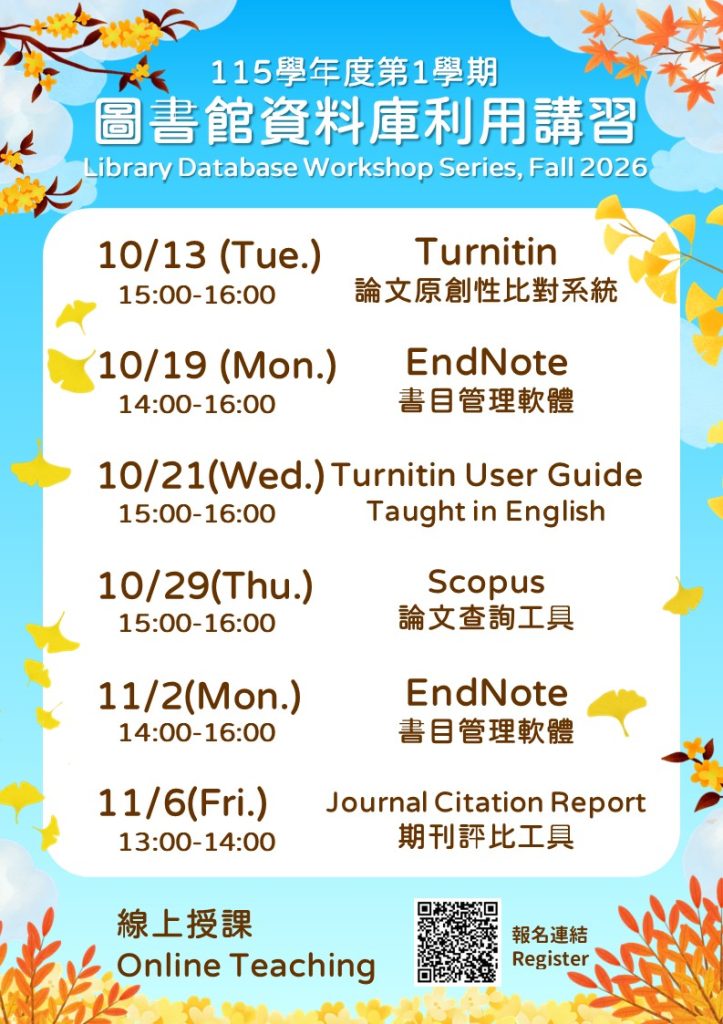 115學年度第1學期
圖書館資料庫利用講習
Library Database Workshop Series, Fall 2026
10/13 (Tue.)
15:00-16:00
Turnitin
論文原創性比對系統
10/19 (Mon.)
14:00-16:00
EndNote
書目管理軟體
10/21(Wed.)
15:00-16:00
Turnitin User Guide
Taught in English
10/29(Thu.)
15:00-16:00
Scopus
論文查詢工具
11/2(Mon.)
14:00-16:00
EndNote
書目管理軟體
11/6(Fri.)
13:00-14:00
Journal Citation Report
期刊評比工具
線上授課
Online Teaching
報名連結
Register